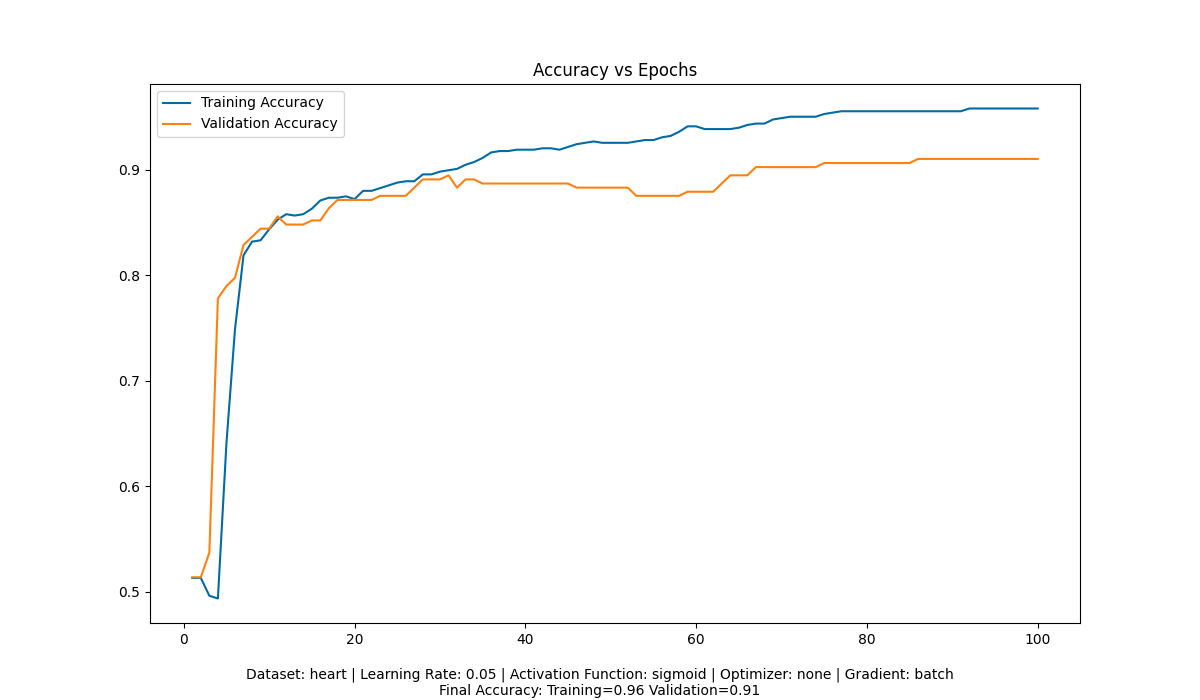 Accuracy vs Epochs
Training Accuracy
Validation Accuracy
0.9
0.8
0.7
0.6
0.5
0 20 40 60 80 100
Dataset: heart | Learning Rate: 0.05 | Activation Function: sigmoid | Optimizer: none | Gradient: batch
Final Accuracy: Training=0.96 Validation=0.91